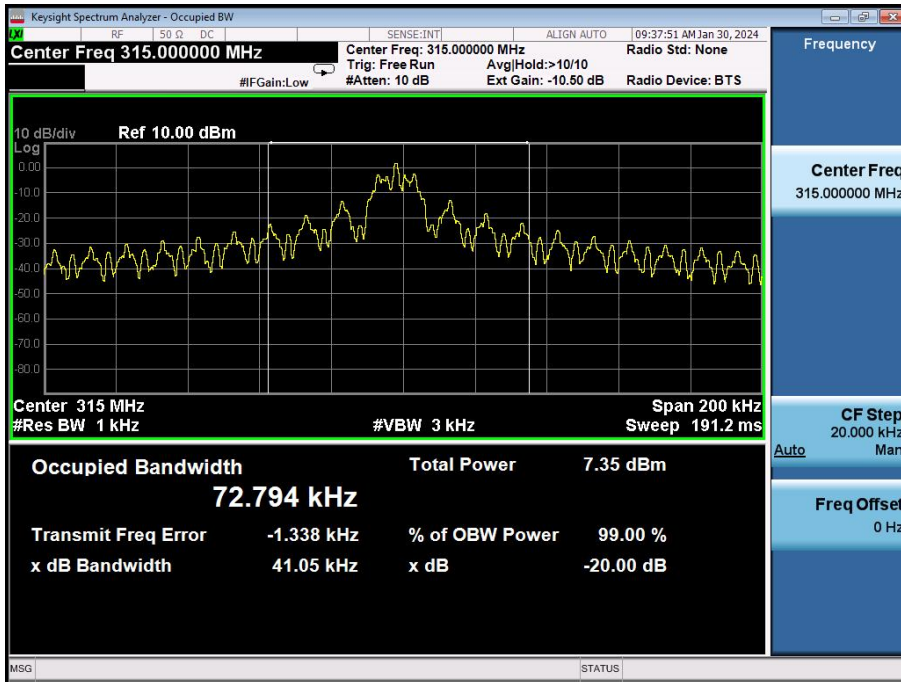 Keysight Spectrum Analyzer - Occupied BW
LXI RF 50 Ω DC SENSE:INT ALIGN AUTO 09:37:51 AM Jan 30, 2024
Center Freq 315.000000 MHz
Center Freq: 315.000000 MHz Radio Std: None
Trig: Free Run Avg|Hold:>10/10
#IFGain:Low #Atten: 10 dB Ext Gain: -10.50 dB Radio Device: BTS
10 dB/div Ref 10.00 dBm
Log
0.00
-10.0
-20.0
-30.0
-40.0
-50.0
-60.0
-70.0
-80.0
Center 315 MHz Span 200 kHz
#Res BW 1 kHz #VBW 3 kHz Sweep 191.2 ms
Occupied Bandwidth Total Power 7.35 dBm
72.794 kHz
Transmit Freq Error -1.338 kHz % of OBW Power 99.00 %
x dB Bandwidth 41.05 kHz x dB -20.00 dB
MSG STATUS
Frequency
Center Freq
315.000000 MHz
CF Step
20.000 kHz
Auto Man
Freq Offset
0 Hz